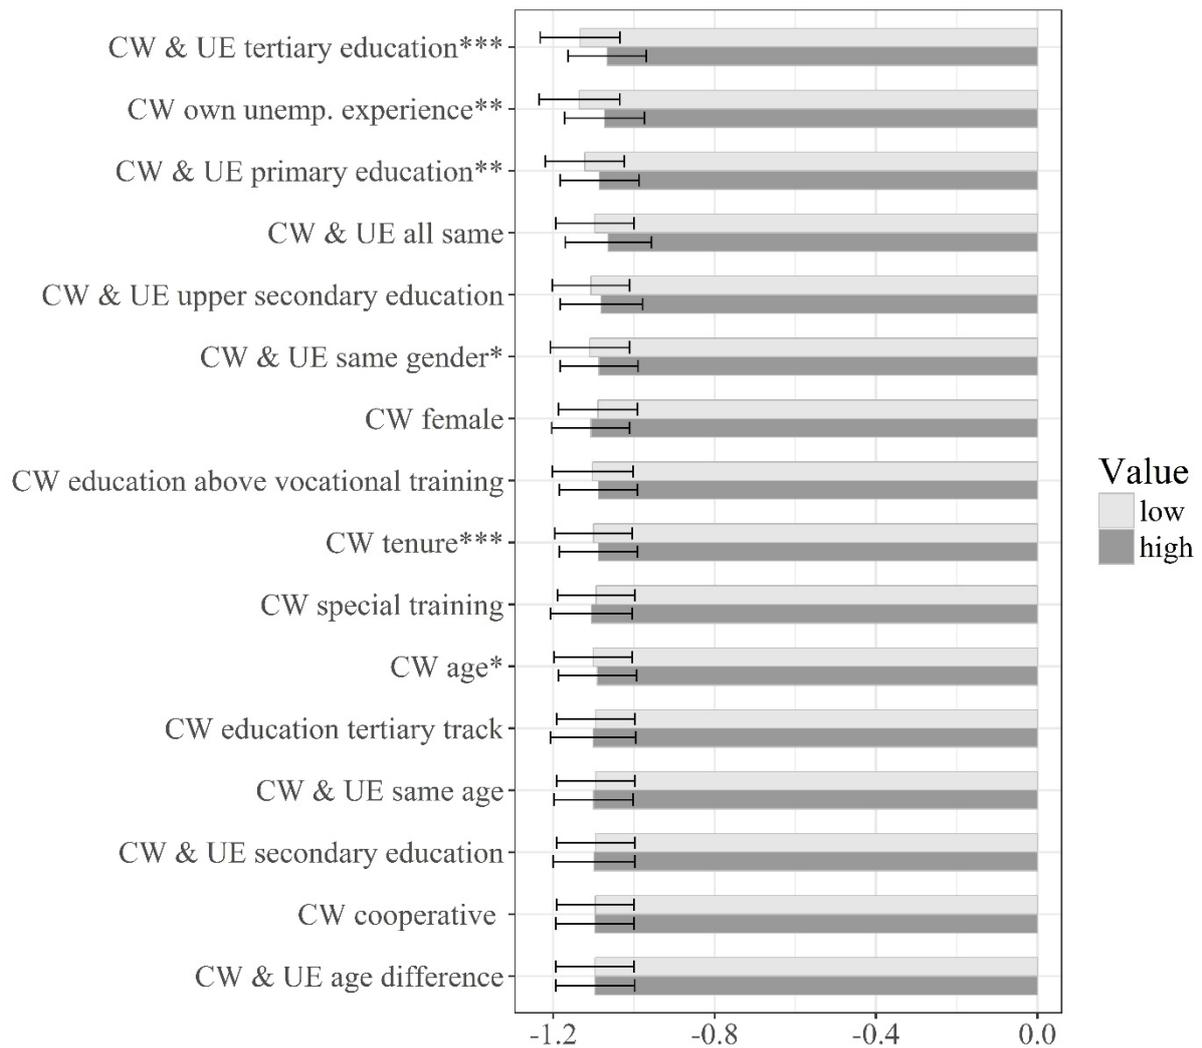 CW & UE tertiary education***
CW own unemp. experience**
CW & UE primary education**
CW & UE all same
CW & UE upper secondary education
CW & UE same gender*
CW female
CW education above vocational training
CW tenure***
CW special training
CW age*
CW education tertiary track
CW & UE same age
CW & UE secondary education
CW cooperative
CW & UE age difference
-1.2 -0.8 -0.4 0.0
Value
low
high